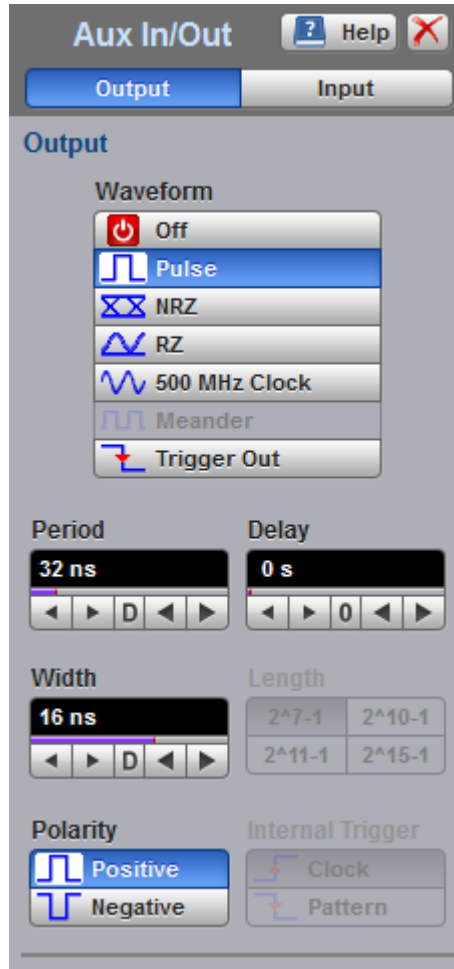 Aux In/Out
Help
Output Input
Output
Waveform
Off
Pulse
NRZ
RZ
500 MHz Clock
Meander
Trigger Out
Period Delay
32 ns 0 s
D 0
Width Length
16 ns 2^7-1 2^10-1
D 2^11-1 2^15-1
Polarity Internal Trigger
Positive Clock
Negative Pattern